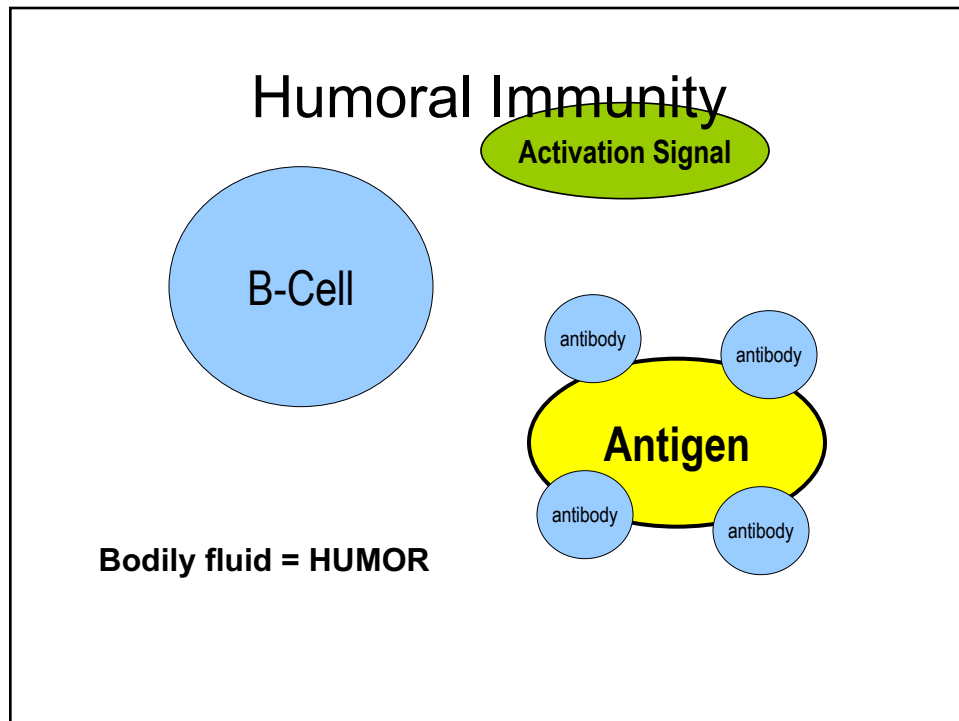 Humoral Immunity
Activation Signal
B-Cell
antibody
antibody
Antigen
antibody
antibody
Bodily fluid = HUMOR